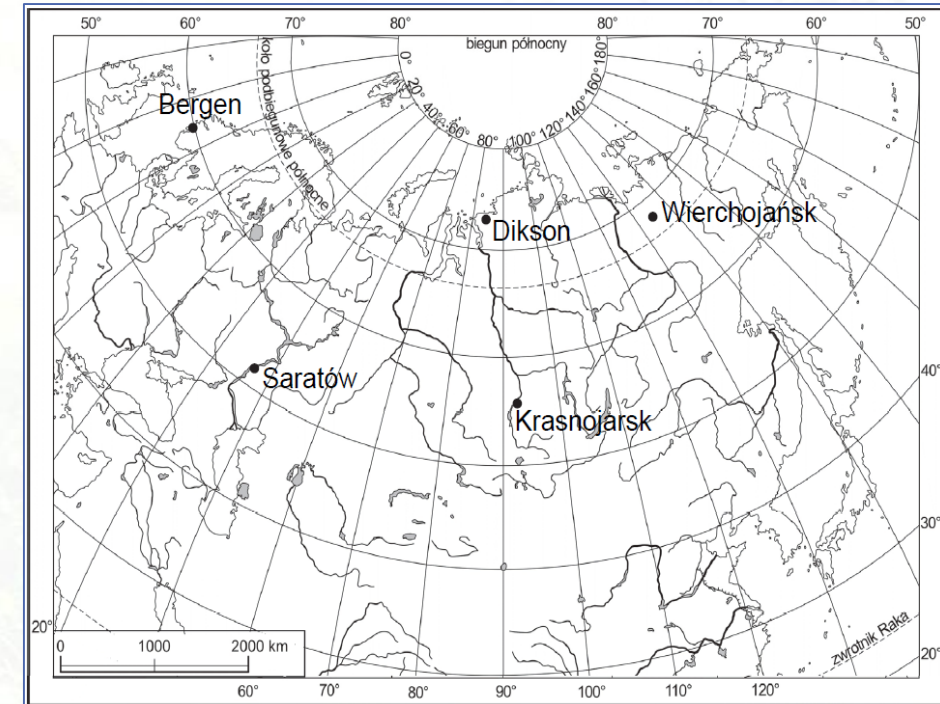 50° 60° 70° 80° 80° 70° 60° 50°
biegun północny
koło podbiegunowe północne
0° 20° 40° 60° 80° 100° 120° 140° 160° 180°
Bergen
Dikson
Wierchojańsk
Saratów
Krasnojarsk
40°
30°
20°
20°
zwrotnik Raka
0 1000 2000 km
60° 70° 80° 90° 100° 110° 120°